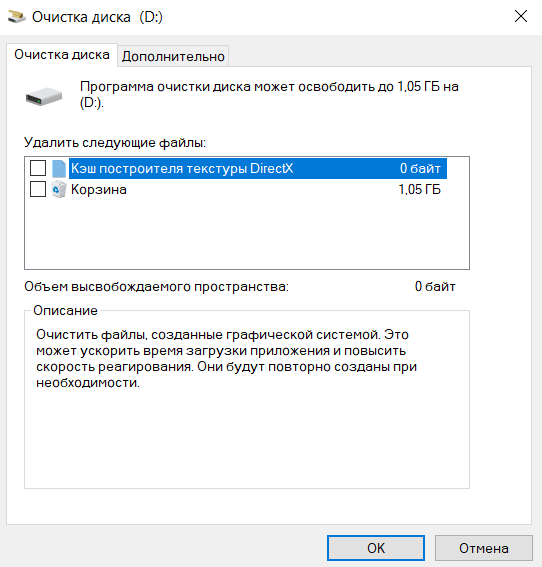 Очистка диска  (D:)
Очистка диска
Дополнительно
Программа очистки диска может освободить до 1,05 ГБ на
(D:).
Удалить следующие файлы:
Кэш построителя текстуры DirectX 0 байт
Корзина 1,05 ГБ
Объем высвобождаемого пространства: 0 байт
Описание
Очистить файлы, созданные графической системой. Это
может ускорить время загрузки приложения и повысить
скорость реагирования. Они будут повторно созданы при
необходимости.
OK
Отмена